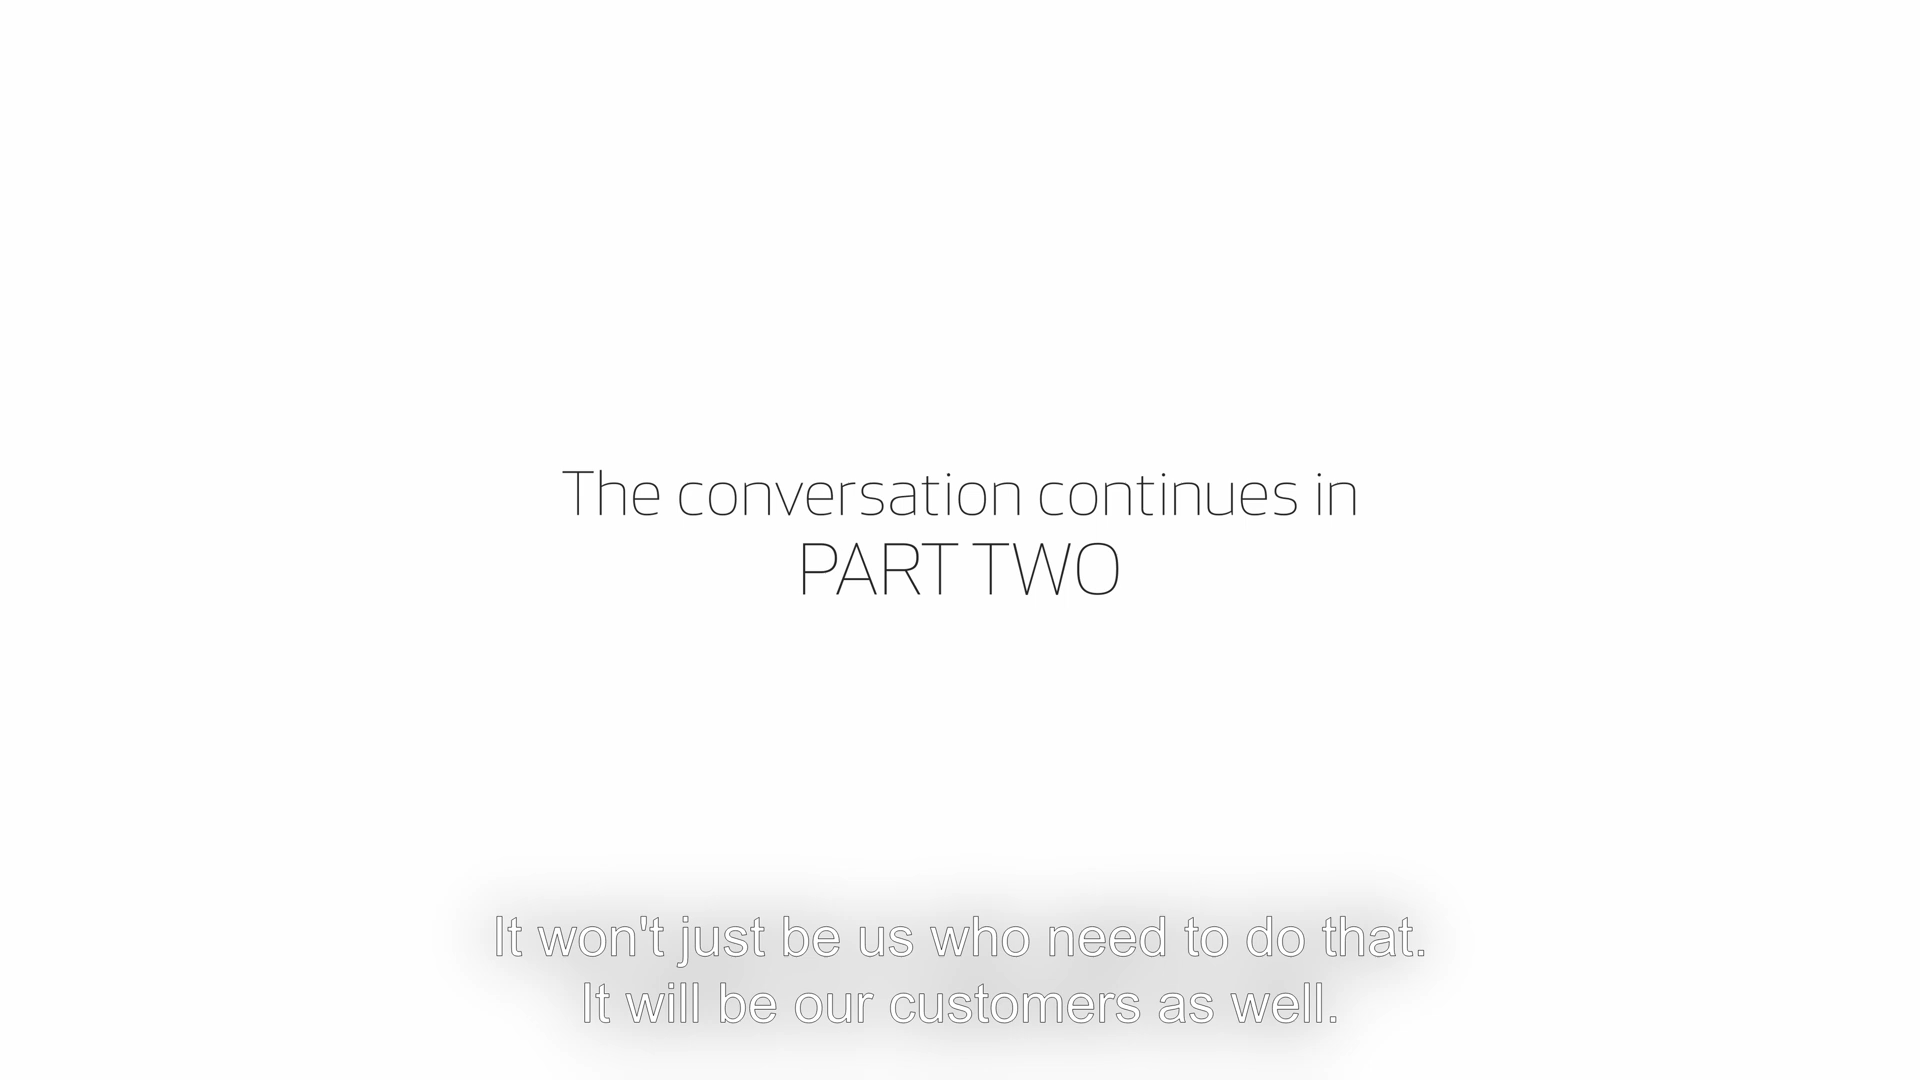 The conversation continues in
PART TWO
It won't just be us who need to do that.
It will be our customers as well.